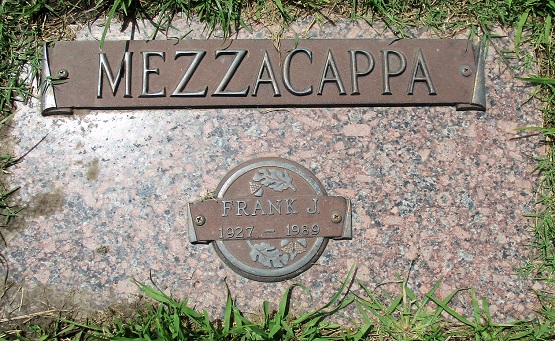 MEZZACAPPA
FRANK J.
1927 – 1989